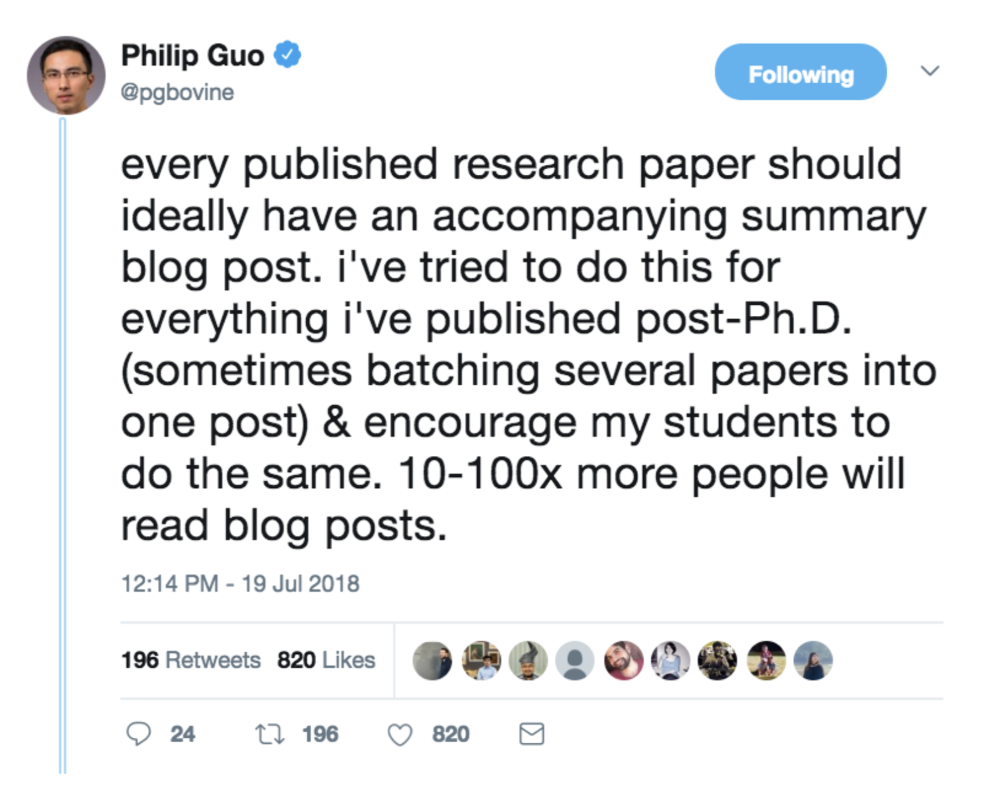 Philip Guo
@pgbovine
Following
every published research paper should
ideally have an accompanying summary
blog post. i've tried to do this for
everything i've published post-Ph.D.
(sometimes batching several papers into
one post) & encourage my students to
do the same. 10-100x more people will
read blog posts.
12:14 PM - 19 Jul 2018
196 Retweets 820 Likes
24 196 820